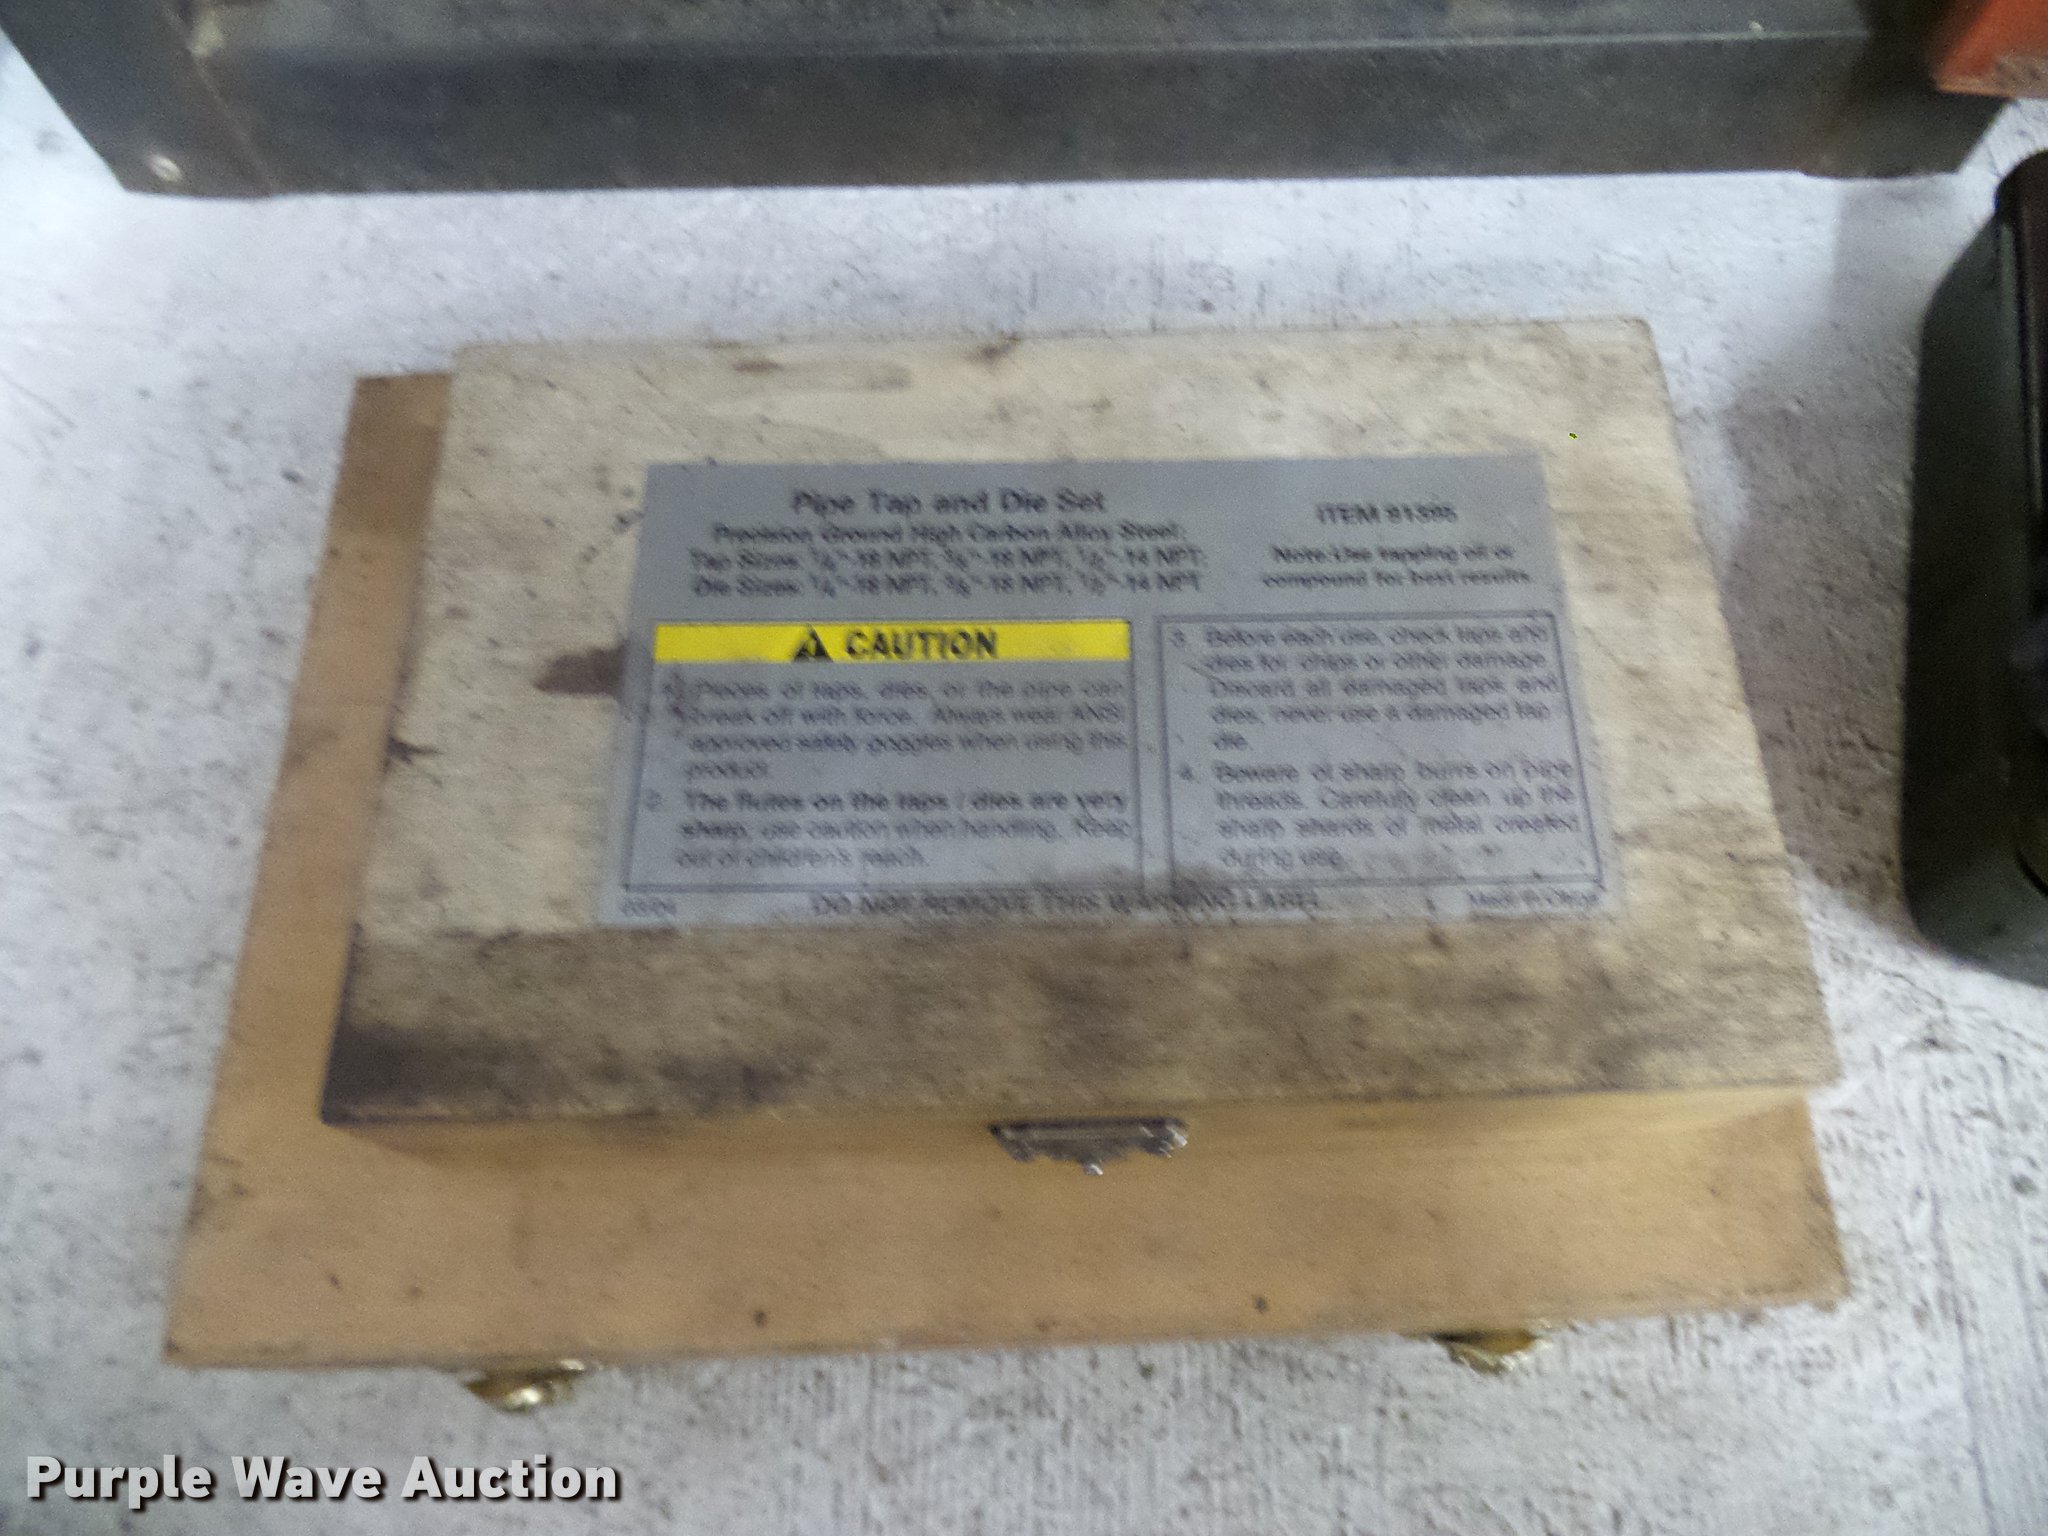 Pipe Tap and Die Set
Precision Ground High Carbon Alloy Steel:
Tap Sizes: 1/4"-18 NPT, 3/8"-18 NPT, 1/2"-14 NPT;
Die Sizes: 1/4"-18 NPT, 3/8"-18 NPT, 1/2"-14 NPT
ITEM
Note-Use tapping oil or
compound for best results.
CAUTION
1. Pieces of taps, dies, or the pipe can
break off with force. Always wear ANSI
approved safety goggles when using this
product.
2. The flutes on the taps / dies are very
sharp, use caution when handling. Keep
out of children's reach.
3. Before each use, check taps and
dies for chips or other damage.
Discard all damaged taps and
dies, never use a damaged tap /
die.
4. Beware of sharp burrs on pipe
threads. Carefully clean up the
sharp shards of metal created
during use.
DO NOT REMOVE THIS WARNING LABEL
Made in China
Purple Wave Auction